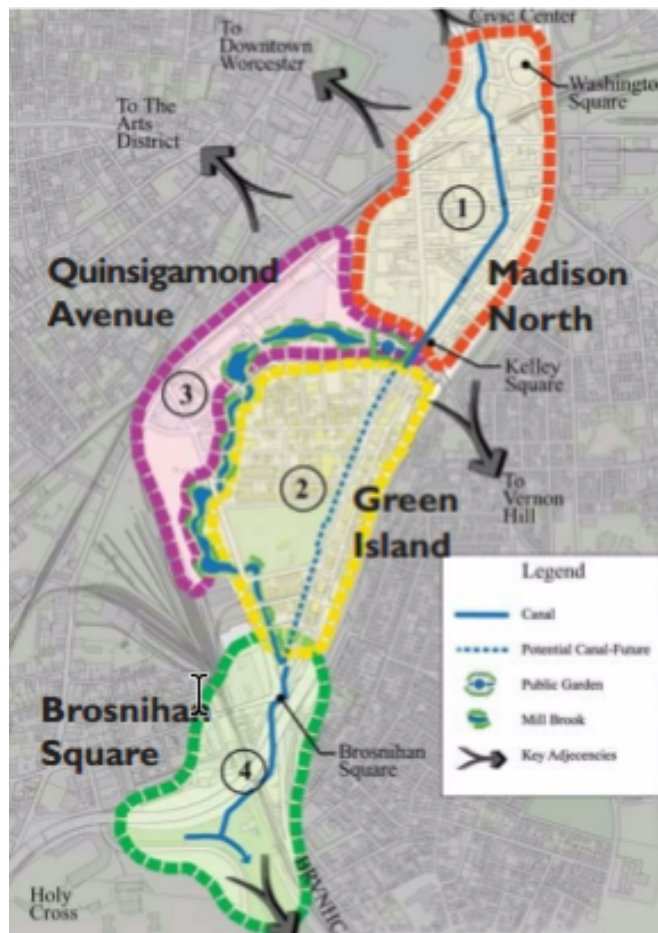 Civic Center
To
Downtown
Worcester
Washington
Square
To The
Arts
District
1
Quinsigamond
Avenue
Madison
North
Kelley
Square
3
2
To
Vernon
Hill
Green
Island
Legend
Canal
Potential Canal-Future
Public Garden
Mill Brook
Key Adjecencies
Brosnihan
Square
4
Brosnihan
Square
Holy
Cross
BRVNHC